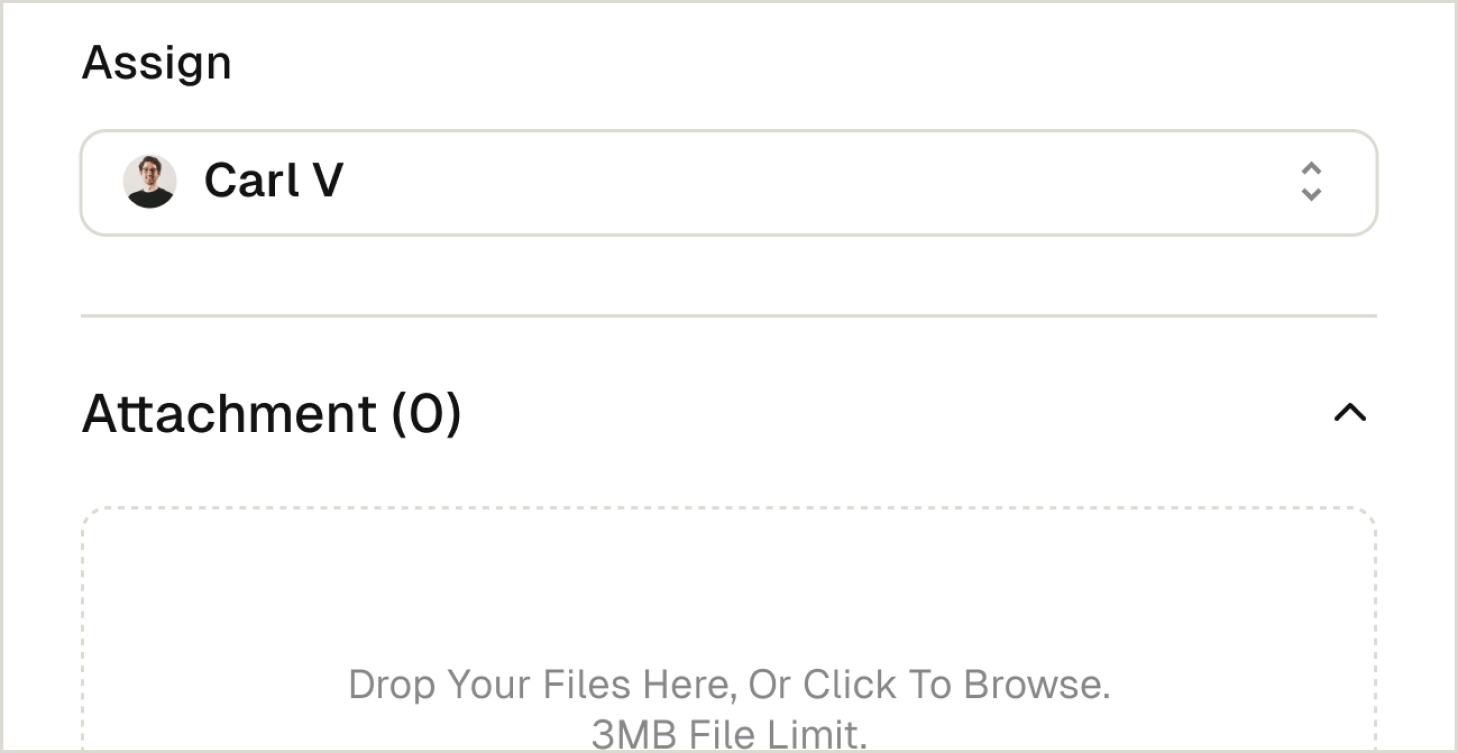 Assign
Carl V
Attachment (0)
Drop Your Files Here, Or Click To Browse.
3MB File Limit.